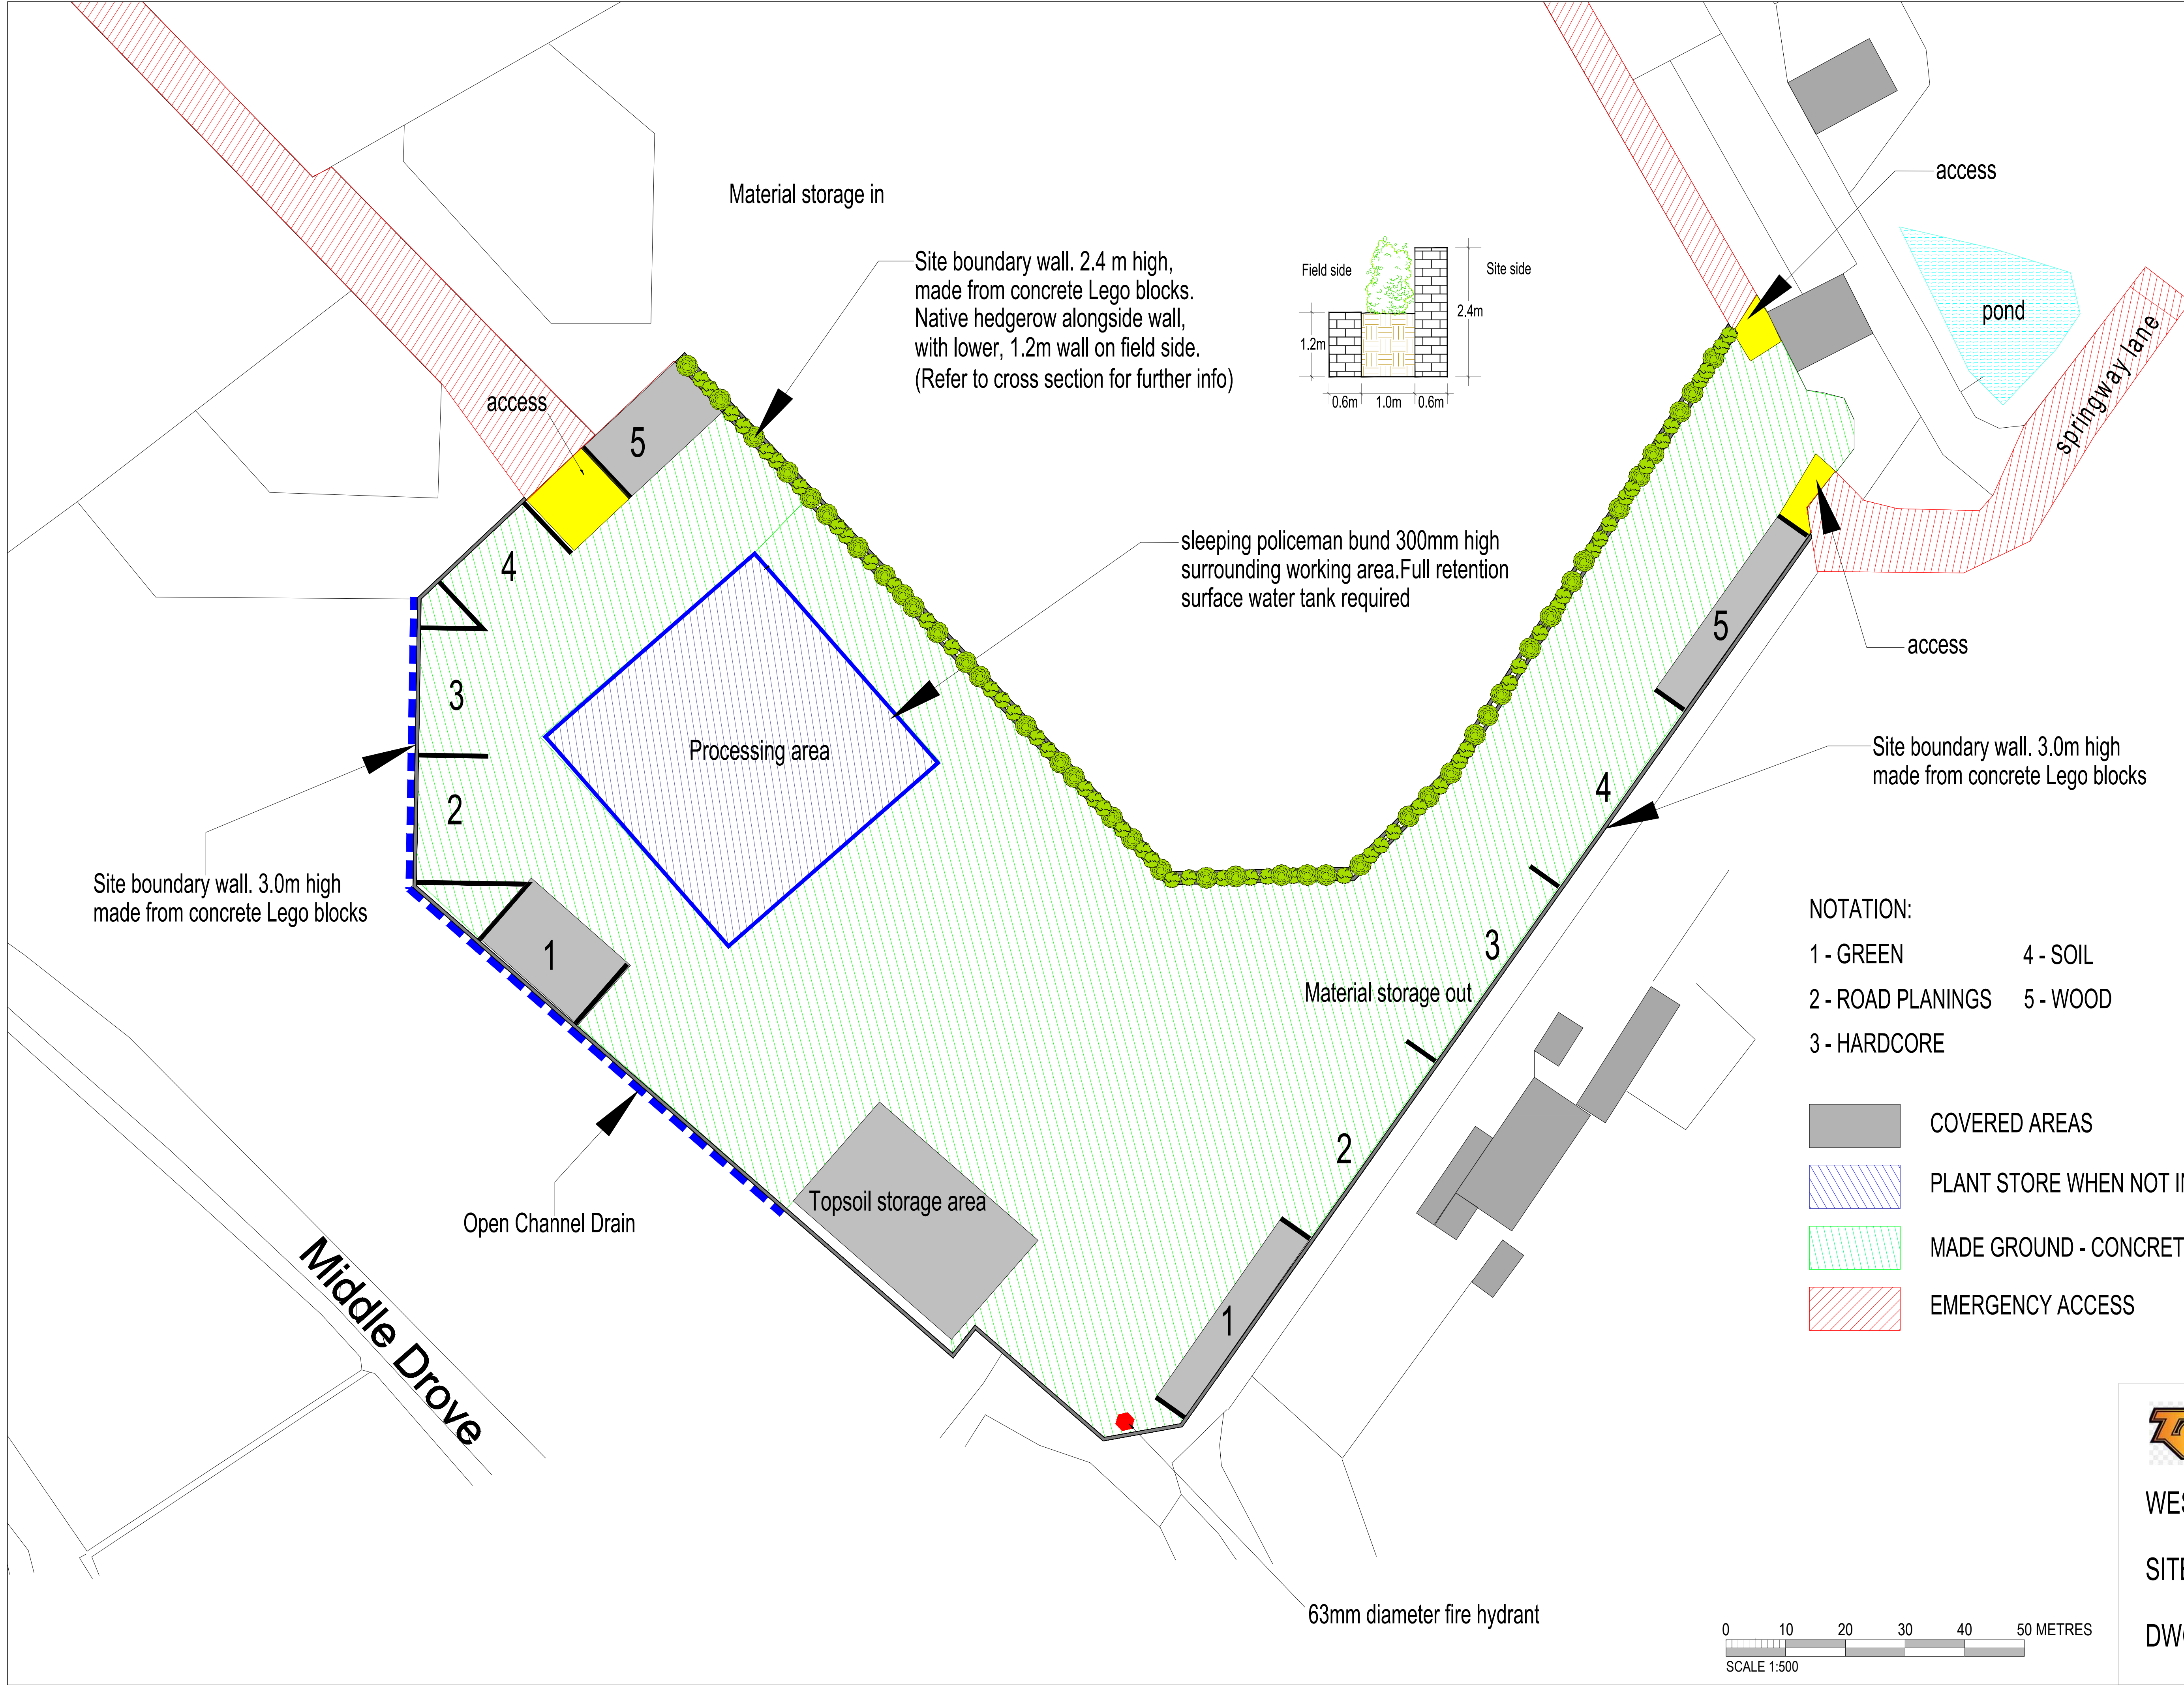 Material storage in
access
Site boundary wall. 2.4 m high,
made from concrete Lego blocks.
Native hedgerow alongside wall,
with lower, 1.2m wall on field side.
(Refer to cross section for further info)
Field side
Site side
2.4m
1.2m
0.6m
1.0m
0.6m
pond
springway lane
access
5
4
sleeping policeman bund 300mm high
surrounding working area.Full retention
surface water tank required
5
access
3
Processing area
Site boundary wall. 3.0m high
made from concrete Lego blocks
4
2
Site boundary wall. 3.0m high
made from concrete Lego blocks
1
3
Material storage out
NOTATION:
1 - GREEN
4 - SOIL
2 - ROAD PLANINGS
5 - WOOD
3 - HARDCORE
COVERED AREAS
2
PLANT STORE WHEN NOT
Topsoil storage area
Open Channel Drain
MADE GROUND -
EMERGENCY ACCESS
1
Middle Drove
63mm diameter fire hydrant
0
10
20
30
40
50 METRES
SCALE 1:500